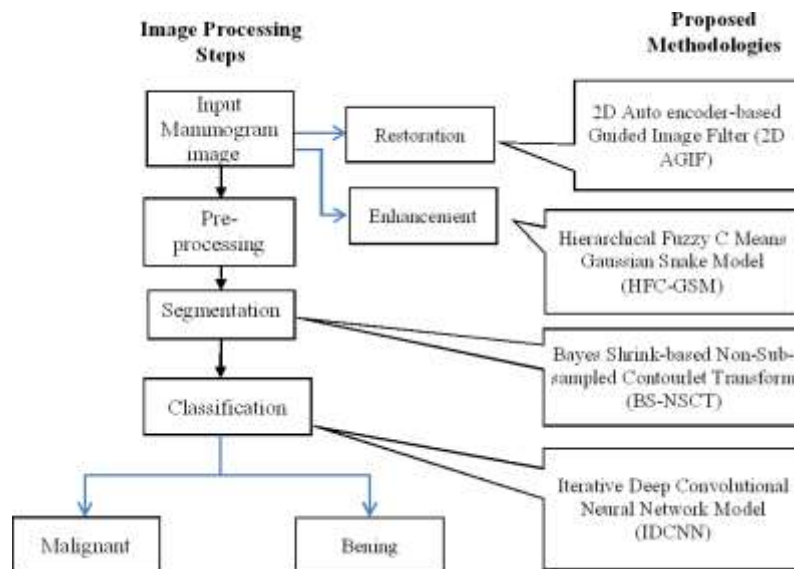 Image Processing
Steps
Proposed
Methodologies
Input
Mammogram
image
Restoration
2D Auto encoder-based
Guided Image Filter (2D
AGIF)
Pre-
processing
Enhancement
Hierarchical Fuzzy C Means
Gaussian Snake Model
(HFC-GSM)
Segmentation
Bayes Shrink-based Non-Sub-
sampled Contourlet Transform
(BS-NSCT)
Classification
Iterative Deep Convolutional
Neural Network Model
(IDCNN)
Malignant
Bening